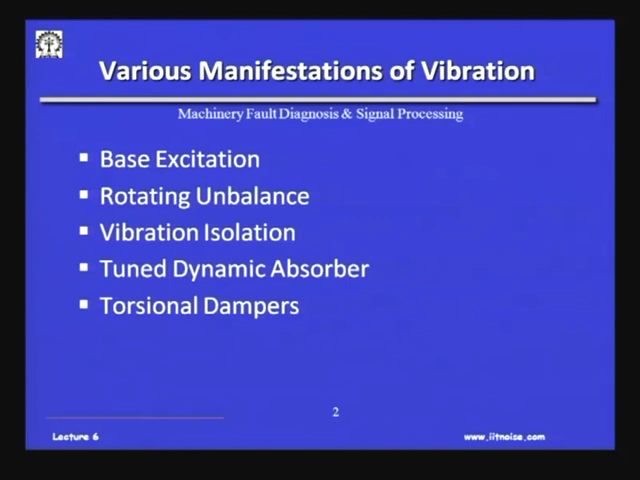 Various Manifestations of Vibration
Machinery Fault Diagnosis & Signal Processing
Base Excitation
Rotating Unbalance
Vibration Isolation
Tuned Dynamic Absorber
Torsional Dampers
2
Lecture 6
www.iitnoise.com